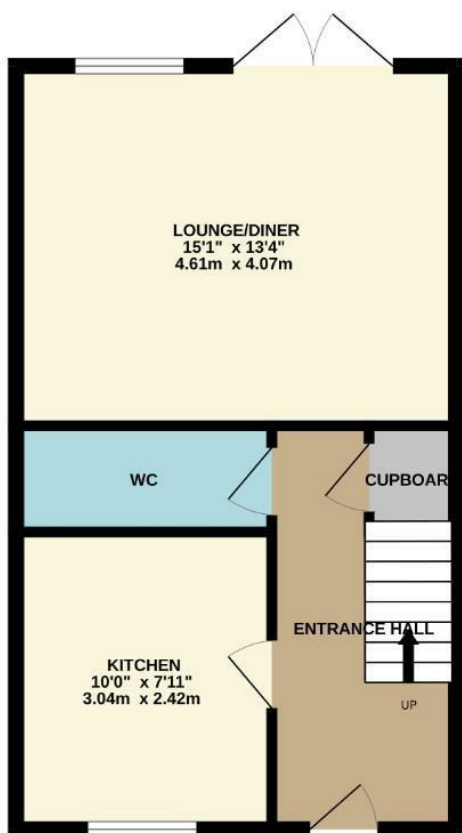 LOUNGE/DINER
15'1" x 13'4"
4.61m x 4.07m
WC
CUPBOAR
ENTRANCE HALL
KITCHEN
10'0" x 7'11"
3.04m x 2.42m
UP